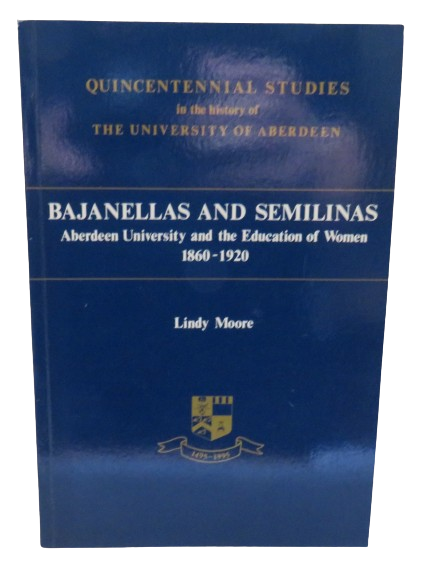 QUINCENTENNIAL STUDIES
in the history of
THE UNIVERSITY OF ABERDEEN
BAJANELLAS AND SEMILINAS
Aberdeen University and the Education of Women
1860-1920
Lindy Moore
1495-1995